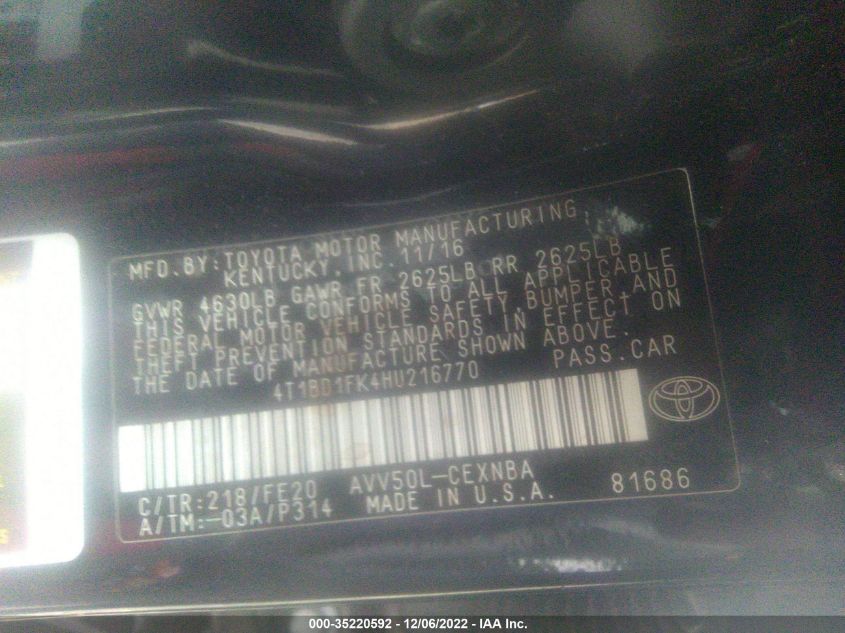 MFD.BY:TOYOTA MOTOR MANUFACTURING,
KENTUCKY,INC.11/16
GVWR 4630LB GAWR FR 2625LB RR 2625LB
THIS VEHICLE CONFORMS TO ALL APPLICABLE
FEDERAL MOTOR VEHICLE SAFETY BUMPER AND
THEFT PREVENTION STANDARDS IN EFFECT ON
THE DATE OF MANUFACTURE SHOWN ABOVE.
4T1BD1FK4HU216770 PASS.CAR
C/TR:218/FE20 AVV50L-CEXNBA
A/TM:-03A/P314 MADE IN U.S.A. 81686
000-35220592 - 12/06/2022 - IAA Inc.